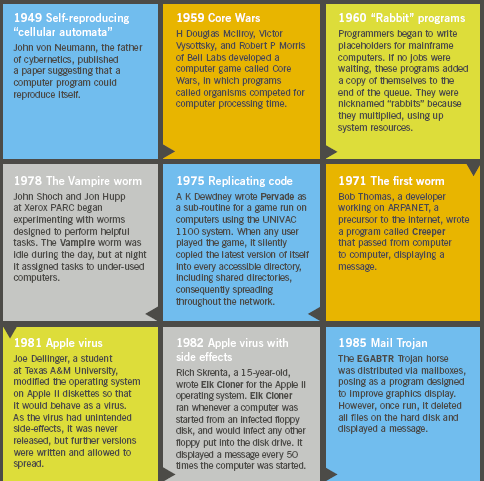 1949 Self-reproducing
“cellular automata”
John von Neumann, the father
of cybernetics, published
a paper suggesting that a
computer program could
reproduce itself.
1959 Core Wars
H Douglas McIlroy, Victor
Vysottsky, and Robert P Morris
of Bell Labs developed a
computer game called Core
Wars, in which programs
called organisms competed for
computer processing time.
1960 “Rabbit” programs
Programmers began to write
placeholders for mainframe
computers. If no jobs were
waiting, these programs added
a copy of themselves to the
end of the queue. They were
nicknamed “rabbits” because
they multiplied, using up
system resources.
1971 The first worm
Bob Thomas, a developer
working on ARPANET, a
precursor to the Internet, wrote
a program called Creeper
that passed from computer
to computer, displaying a
message.
1975 Replicating code
A K Dewdney wrote Pervade as
a sub-routine for a game run on
computers using the UNIVAC
1100 system. When any user
played the game, it silently
copied the latest version of itself
into every accessible directory,
including shared directories,
consequently spreading
throughout the network.
1978 The Vampire worm
John Shoch and Jon Hupp
at Xerox PARC began
experimenting with worms
designed to perform helpful
tasks. The Vampire worm was
idle during the day, but at night
it assigned tasks to under-used
computers.
1981 Apple virus
Joe Dellinger, a student
at Texas A&M University,
modified the operating system
on Apple II diskettes so that
it would behave as a virus.
As the virus had unintended
side-effects, it was never
released, but further versions
were written and allowed to
spread.
1982 Apple virus with
side effects
Rich Skrenta, a 15-year-old,
wrote Elk Cloner for the Apple II
operating system. Elk Cloner
ran whenever a computer was
started from an infected floppy
disk, and would infect any other
floppy put into the disk drive. It
displayed a message every 50
times the computer was started.
1985 Mail Trojan
The EGABTR Trojan horse
was distributed via mailboxes,
posing as a program designed
to improve graphics display.
However, once run, it deleted
all files on the hard disk and
displayed a message.